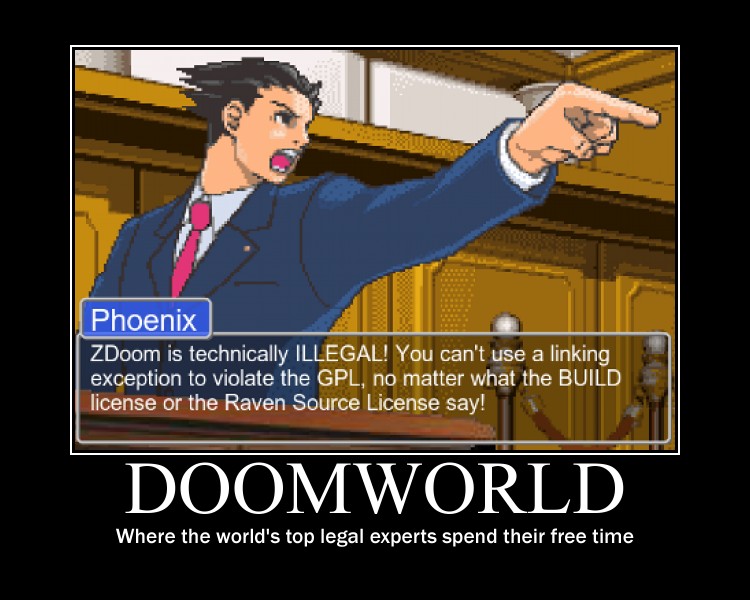 Phoenix
ZDoom is technically ILLEGAL! You can't use a linking
exception to violate the GPL, no matter what the BUILD
license or the Raven Source License say!
DOOMWORLD
Where the world's top legal experts spend their free time